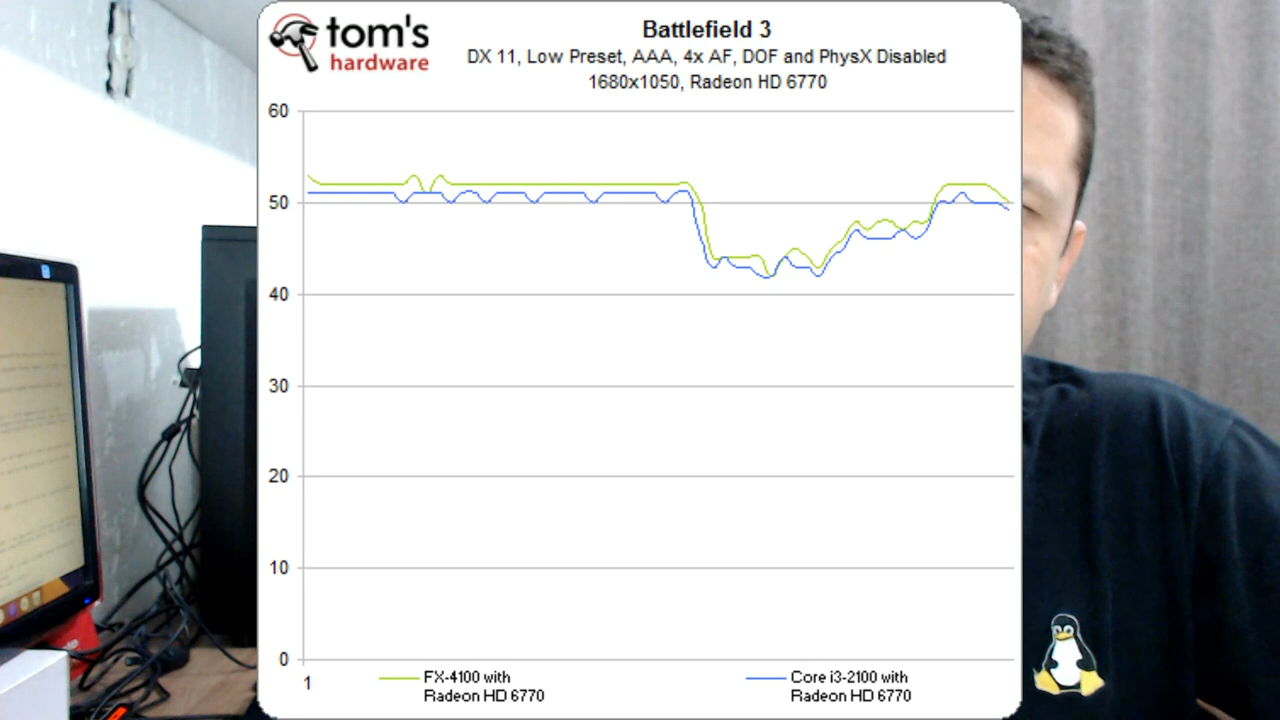 tom's
hardware
Battlefield 3
DX 11, Low Preset, AAA, 4x AF, DOF and PhysX Disabled
1680x1050, Radeon HD 6770
60
50
40
30
20
10
0
1
FX-4100 with
Radeon HD 6770
Core i3-2100 with
Radeon HD 6770